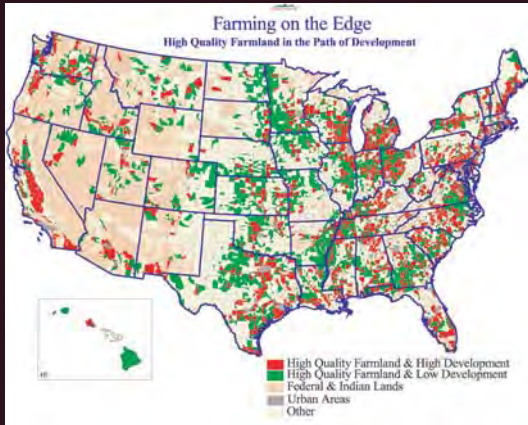 Farming on the Edge
High Quality Farmland in the Path of Development
High Quality Farmland & High Development
High Quality Farmland & Low Development
Federal & Indian Lands
Urban Areas
Other